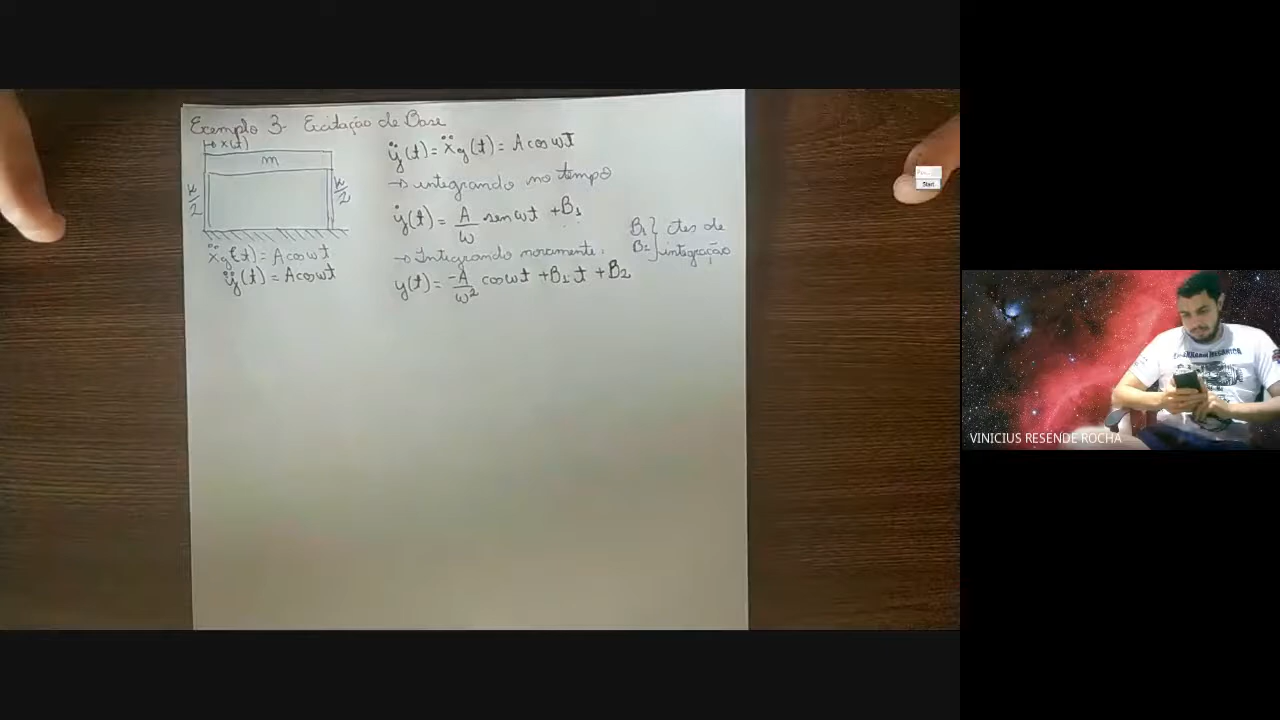 Exemplo 3- Excitação de Base
x(t)
m
k/2
k/2
ẍg(t) = A cos ωt
ÿ(t) = A cos ωt
ÿ(t) = ẍg(t) = A cos ωt
→ integrando no tempo
ẏ(t) = A/ω sen ωt + B1
→ Integrando novamente:
y(t) = -A/ω² cos ωt + B1 t + B2
B1 } ctes de
B2 } integração
Start
VINICIUS RESENDE ROCHA